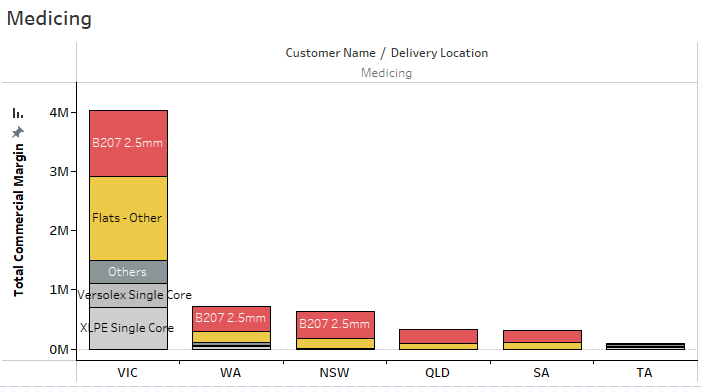 Medicing
Customer Name / Delivery Location
Medicing
Total Commercial Margin
4M
3M
2M
1M
0M
B207 2.5mm
Flats - Other
Others
Versolex Single Core
XLPE Single Core
B207 2.5mm
B207 2.5mm
VIC WA NSW QLD SA TA